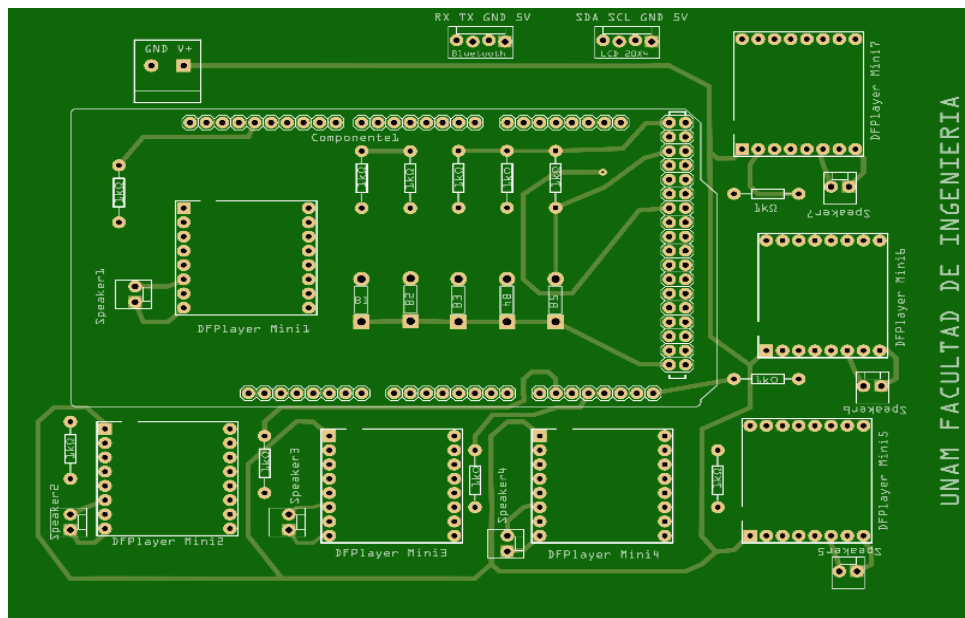 RX TX GND 5V
SDA SCL GND 5V
Bluetooth
LCD 20X4
GND V+
DFPlayer Mini7
Componente1
1kΩ
1kΩ
1kΩ
1kΩ
1kΩ
1kΩ
1kΩ
Speaker7
Speaker1
DFPlayer Mini1
B1
B2
B3
B4
B5
DFPlayer Mini6
1kΩ
Speaker6
1kΩ
Speaker2
DFPlayer Mini2
1kΩ
Speaker3
DFPlayer Mini3
1kΩ
Speaker4
DFPlayer Mini4
1kΩ
DFPlayer Mini5
Speaker5
UNAM FACULTAD DE INGENIERIA